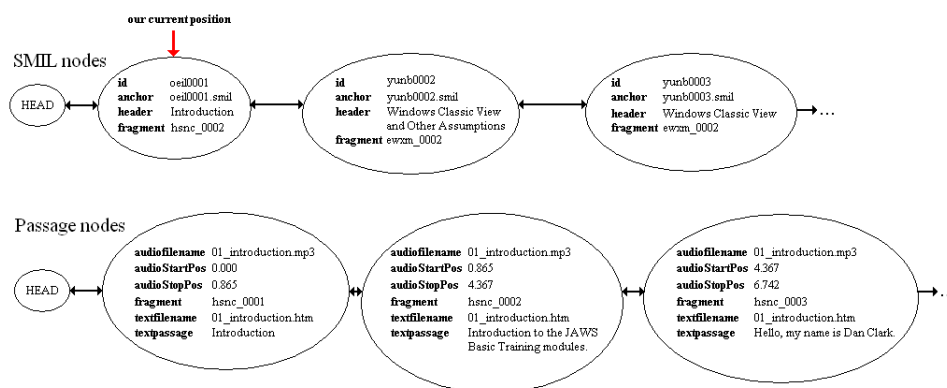 our current position
SMIL nodes
HEAD
id oeil0001
anchor oeil0001.smil
header Introduction
fragment hsnc_0002
id yunb0002
anchor yunb0002.smil
header Windows Classic View
and Other Assumptions
fragment ewxm_0002
id yunb0003
anchor yunb0003.smil
header Windows Classic View
fragment ewxm_0002
...
Passage nodes
HEAD
audiofilename 01_introduction.mp3
audioStartPos 0.000
audioStopPos 0.865
fragment hsnc_0001
textfilename 01_introduction.htm
textpassage Introduction
audiofilename 01_introduction.mp3
audioStartPos 0.865
audioStopPos 4.367
fragment hsnc_0002
textfilename 01_introduction.htm
textpassage Introduction to the JAWS
Basic Training modules.
audiofilename 01_introduction.mp3
audioStartPos 4.367
audioStopPos 6.742
fragment hsnc_0003
textfilename 01_introduction.htm
textpassage Hello, my name is Dan Clark.
.